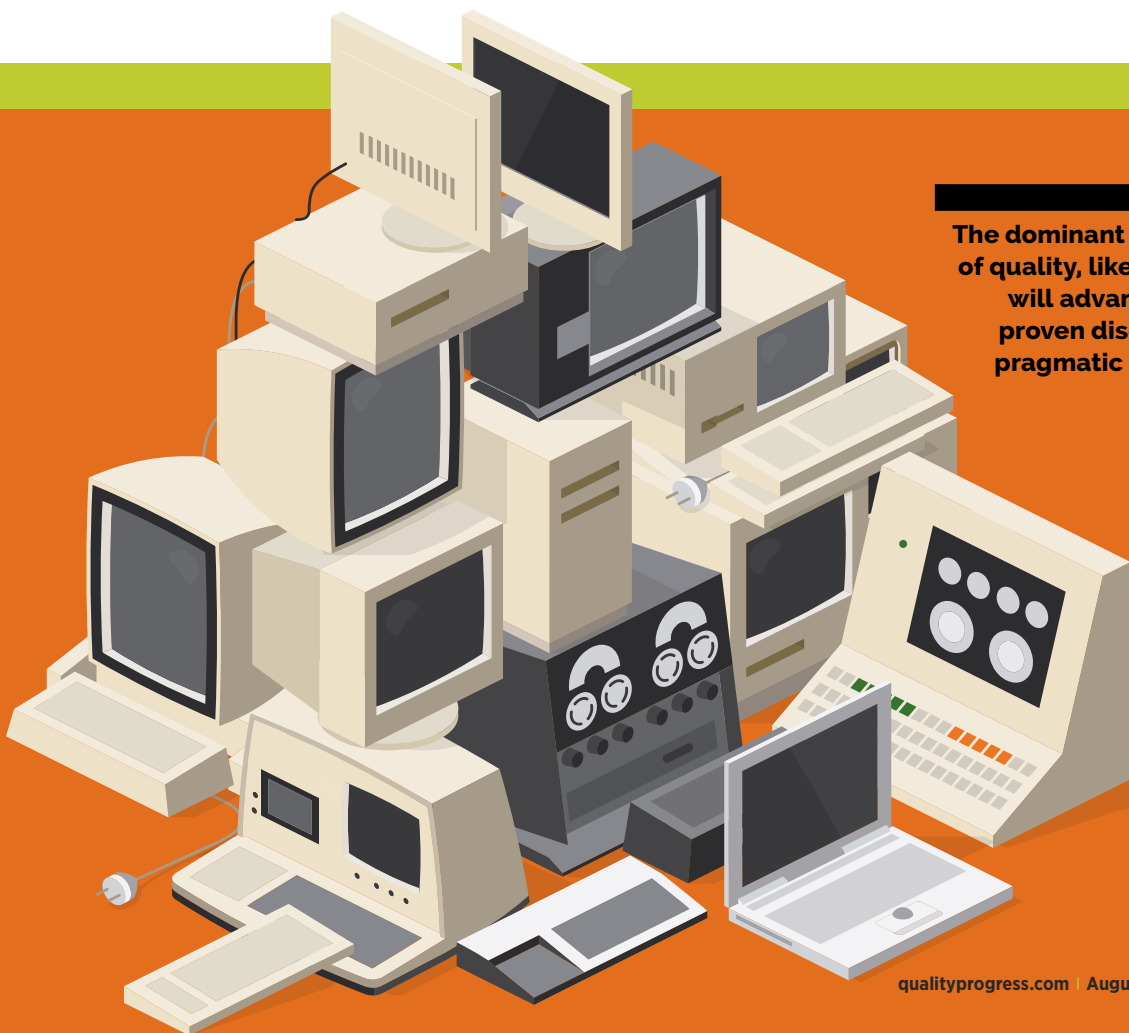 The dominant
of quality, like
will advan
proven dis
pragmatic
qualityprogress.com | Augu